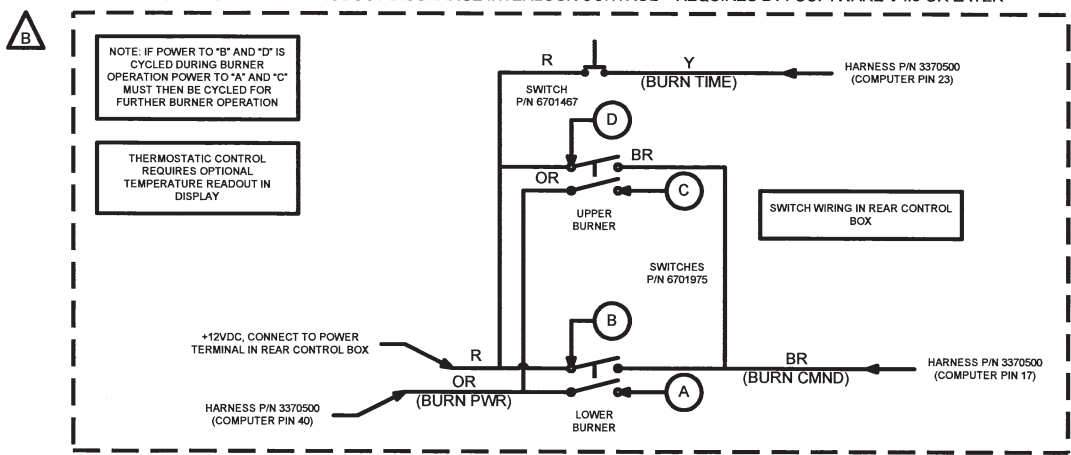 B
NOTE: IF POWER TO "B" AND "D" IS
CYCLED DURING BURNER
OPERATION POWER TO "A" AND "C"
MUST THEN BE CYCLED FOR
FURTHER BURNER OPERATION
THERMOSTATIC CONTROL
REQUIRES OPTIONAL
TEMPERATURE READOUT IN
DISPLAY
R
Y
(BURN TIME)
HARNESS P/N 3370500
(COMPUTER PIN 23)
SWITCH
P/N 6701467
D
BR
OR
C
UPPER
BURNER
SWITCH WIRING IN REAR CONTROL
BOX
SWITCHES
P/N 6701975
B
+12VDC, CONNECT TO POWER
TERMINAL IN REAR CONTROL BOX
R
BR
(BURN CMND)
HARNESS P/N 3370500
(COMPUTER PIN 17)
OR
(BURN PWR)
A
HARNESS P/N 3370500
(COMPUTER PIN 40)
LOWER
BURNER